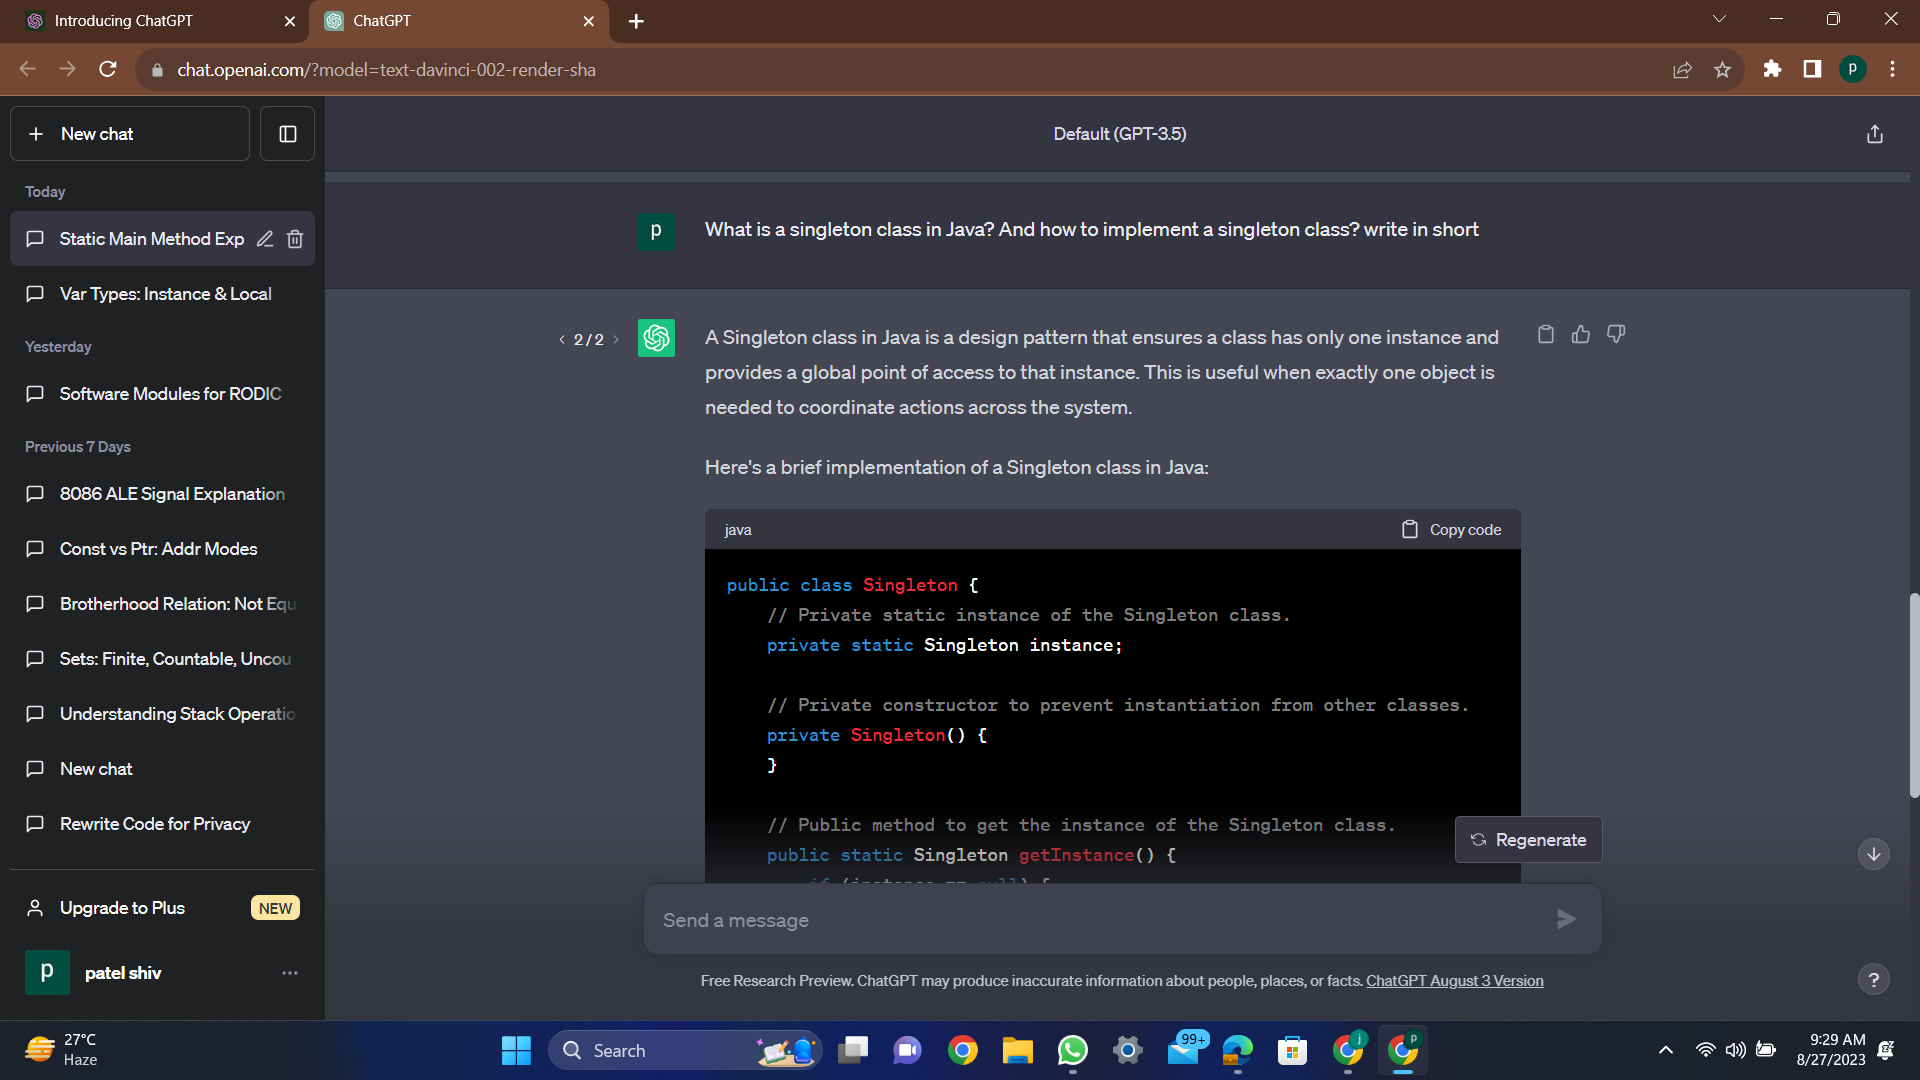 Introducing ChatGPT
ChatGPT
chat.openai.com/?model=text-davinci-002-render-sha
p
New chat
Default (GPT-3.5)
Today
Static Main Method Exp
Var Types: Instance & Local
Yesterday
Software Modules for RODIC
Previous 7 Days
8086 ALE Signal Explanation
Const vs Ptr: Addr Modes
Brotherhood Relation: Not Equ
Sets: Finite, Countable, Uncou
Understanding Stack Operatio
New chat
Rewrite Code for Privacy
Upgrade to Plus NEW
p patel shiv
p What is a singleton class in Java? And how to implement a singleton class? write in short
2 / 2
A Singleton class in Java is a design pattern that ensures a class has only one instance and
provides a global point of access to that instance. This is useful when exactly one object is
needed to coordinate actions across the system.
Here's a brief implementation of a Singleton class in Java:
java Copy code
public class Singleton {
// Private static instance of the Singleton class.
private static Singleton instance;
// Private constructor to prevent instantiation from other classes.
private Singleton() {
}
// Public method to get the instance of the Singleton class.
public static Singleton getInstance() {
if (instance == null) {
Regenerate
Send a message
Free Research Preview. ChatGPT may produce inaccurate information about people, places, or facts. ChatGPT August 3 Version
?
27°C
Haze
Search
99+
j
p
9:29 AM
8/27/2023